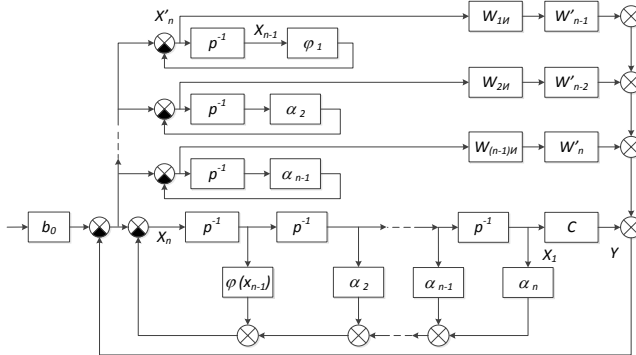 X'n Xn-1 W1И W'n-1
p-1 φ1
W2И W'n-2
p-1 α2
W(n-1)И W'n
p-1 αn-1
b0 Xn p-1 p-1 p-1 C
X1 Y
φ(xn-1) α2 αn-1 αn